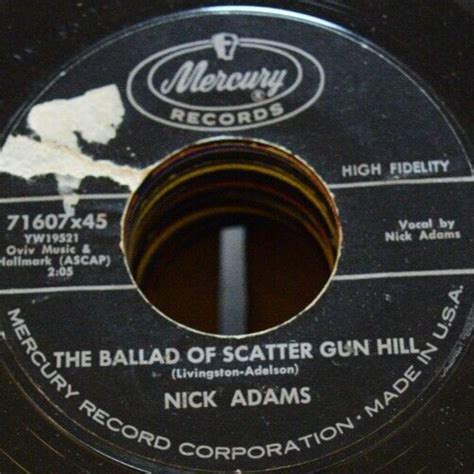 Mercury
®
RECORDS
HIGH FIDELITY
71607x45
YW19521
Oviv Music &
Hallmark (ASCAP)
2:05
Vocal by
Nick Adams
THE BALLAD OF SCATTER GUN HILL
(Livingston-Adelson)
NICK ADAMS
MERCURY RECORD CORPORATION • MADE IN U.S.A.